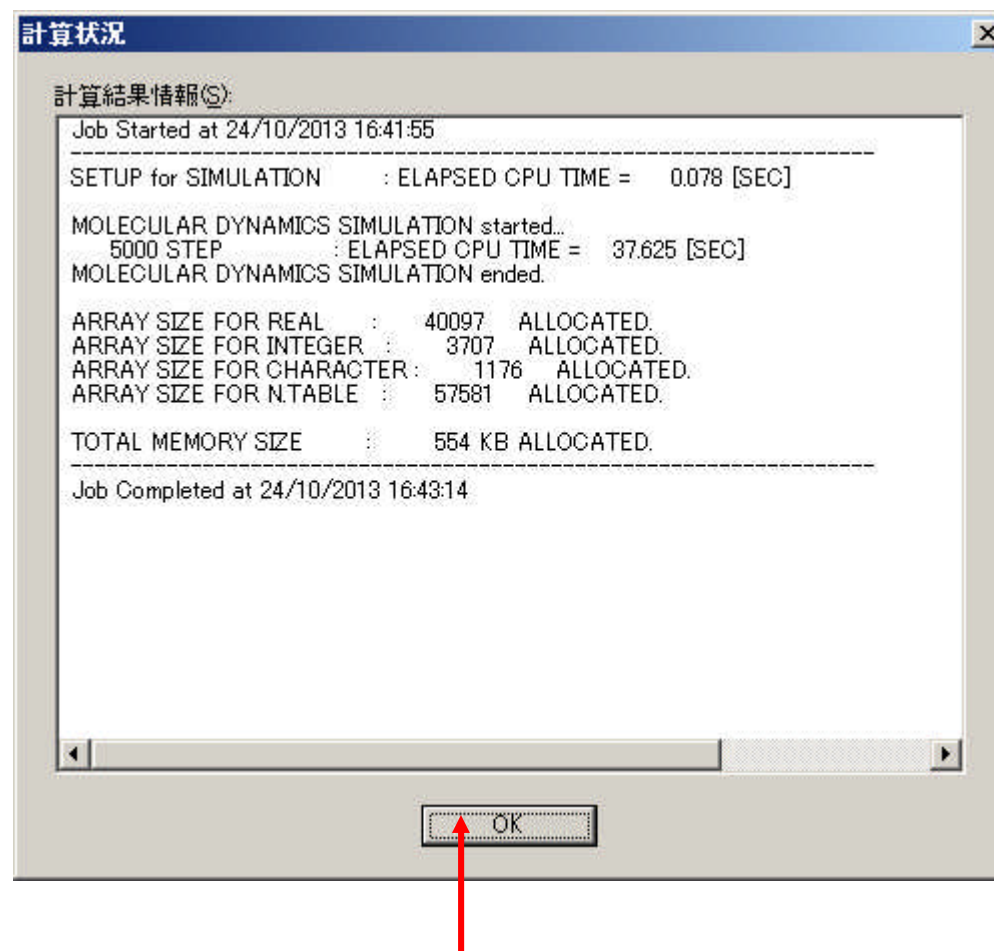 計算状況
計算結果情報(S):
Job Started at 24/10/2013 16:41:55
-------------------------------------------------------------------
SETUP for SIMULATION : ELAPSED CPU TIME = 0.078 [SEC]
MOLECULAR DYNAMICS SIMULATION started...
5000 STEP : ELAPSED CPU TIME = 37.625 [SEC]
MOLECULAR DYNAMICS SIMULATION ended.
ARRAY SIZE FOR REAL : 40097 ALLOCATED.
ARRAY SIZE FOR INTEGER : 3707 ALLOCATED.
ARRAY SIZE FOR CHARACTER : 1176 ALLOCATED.
ARRAY SIZE FOR N.TABLE : 57581 ALLOCATED.
TOTAL MEMORY SIZE : 554 KB ALLOCATED.
-------------------------------------------------------------------
Job Completed at 24/10/2013 16:43:14
OK